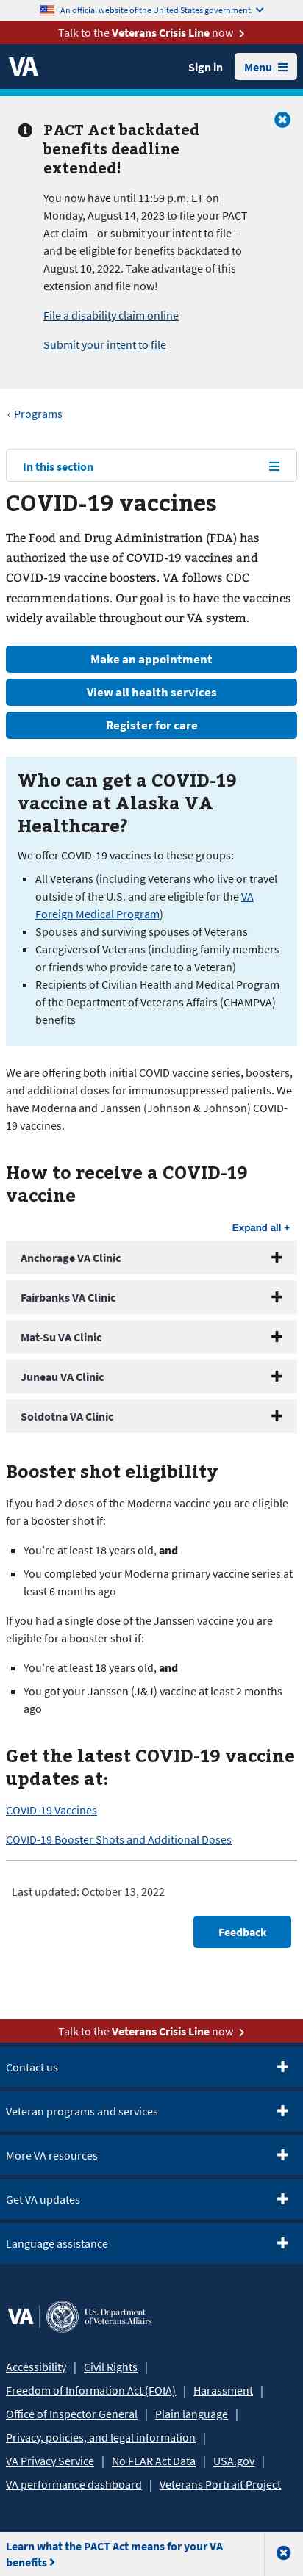 An official website of the United States government.
Talk to the Veterans Crisis Line now
VA
Sign in
Menu
PACT Act backdated
benefits deadline
extended!
You now have until 11:59 p.m. ET on
Monday, August 14, 2023 to file your PACT
Act claim—or submit your intent to file—
and be eligible for benefits backdated to
August 10, 2022. Take advantage of this
extension and file now!
File a disability claim online
Submit your intent to file
‹ Programs
In this section
COVID-19 vaccines
The Food and Drug Administration (FDA) has
authorized the use of COVID-19 vaccines and
COVID-19 vaccine boosters. VA follows CDC
recommendations. Our goal is to have the vaccines
widely available throughout our VA system.
Make an appointment
View all health services
Register for care
Who can get a COVID-19
vaccine at Alaska VA
Healthcare?
We offer COVID-19 vaccines to these groups:
All Veterans (including Veterans who live or travel
outside of the U.S. and are eligible for the VA
Foreign Medical Program)
Spouses and surviving spouses of Veterans
Caregivers of Veterans (including family members
or friends who provide care to a Veteran)
Recipients of Civilian Health and Medical Program
of the Department of Veterans Affairs (CHAMPVA)
benefits
We are offering both initial COVID vaccine series, boosters,
and additional doses for immunosuppressed patients. We
have Moderna and Janssen (Johnson & Johnson) COVID-
19 vaccines.
How to receive a COVID-19
vaccine
Expand all +
Anchorage VA Clinic
Fairbanks VA Clinic
Mat-Su VA Clinic
Juneau VA Clinic
Soldotna VA Clinic
Booster shot eligibility
If you had 2 doses of the Moderna vaccine you are eligible
for a booster shot if:
You’re at least 18 years old, and
You completed your Moderna primary vaccine series at
least 6 months ago
If you had a single dose of the Janssen vaccine you are
eligible for a booster shot if:
You’re at least 18 years old, and
You got your Janssen (J&J) vaccine at least 2 months
ago
Get the latest COVID-19 vaccine
updates at:
COVID-19 Vaccines
COVID-19 Booster Shots and Additional Doses
Last updated: October 13, 2022
Feedback
Talk to the Veterans Crisis Line now
Contact us
Veteran programs and services
More VA resources
Get VA updates
Language assistance
VA
U.S. Department
of Veterans Affairs
Accessibility | Civil Rights |
Freedom of Information Act (FOIA) | Harassment |
Office of Inspector General | Plain language |
Privacy, policies, and legal information |
VA Privacy Service | No FEAR Act Data | USA.gov |
VA performance dashboard | Veterans Portrait Project
Learn what the PACT Act means for your VA
benefits